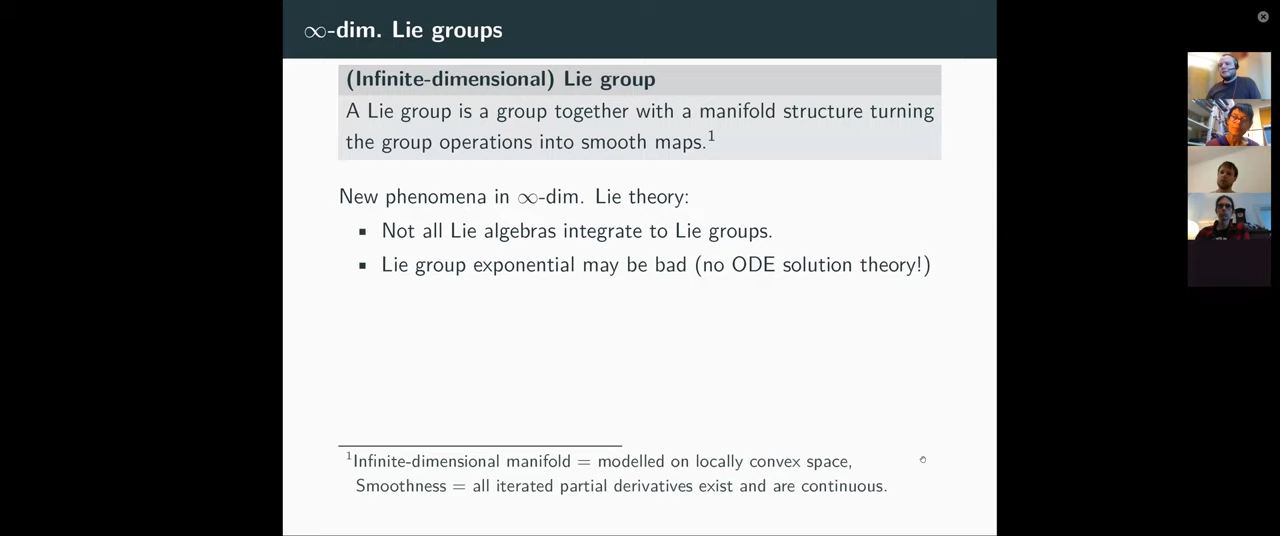 ∞-dim. Lie groups
(Infinite-dimensional) Lie group
A Lie group is a group together with a manifold structure turning
the group operations into smooth maps.¹
New phenomena in ∞-dim. Lie theory:
▪ Not all Lie algebras integrate to Lie groups.
▪ Lie group exponential may be bad (no ODE solution theory!)
¹Infinite-dimensional manifold = modelled on locally convex space,
Smoothness = all iterated partial derivatives exist and are continuous.